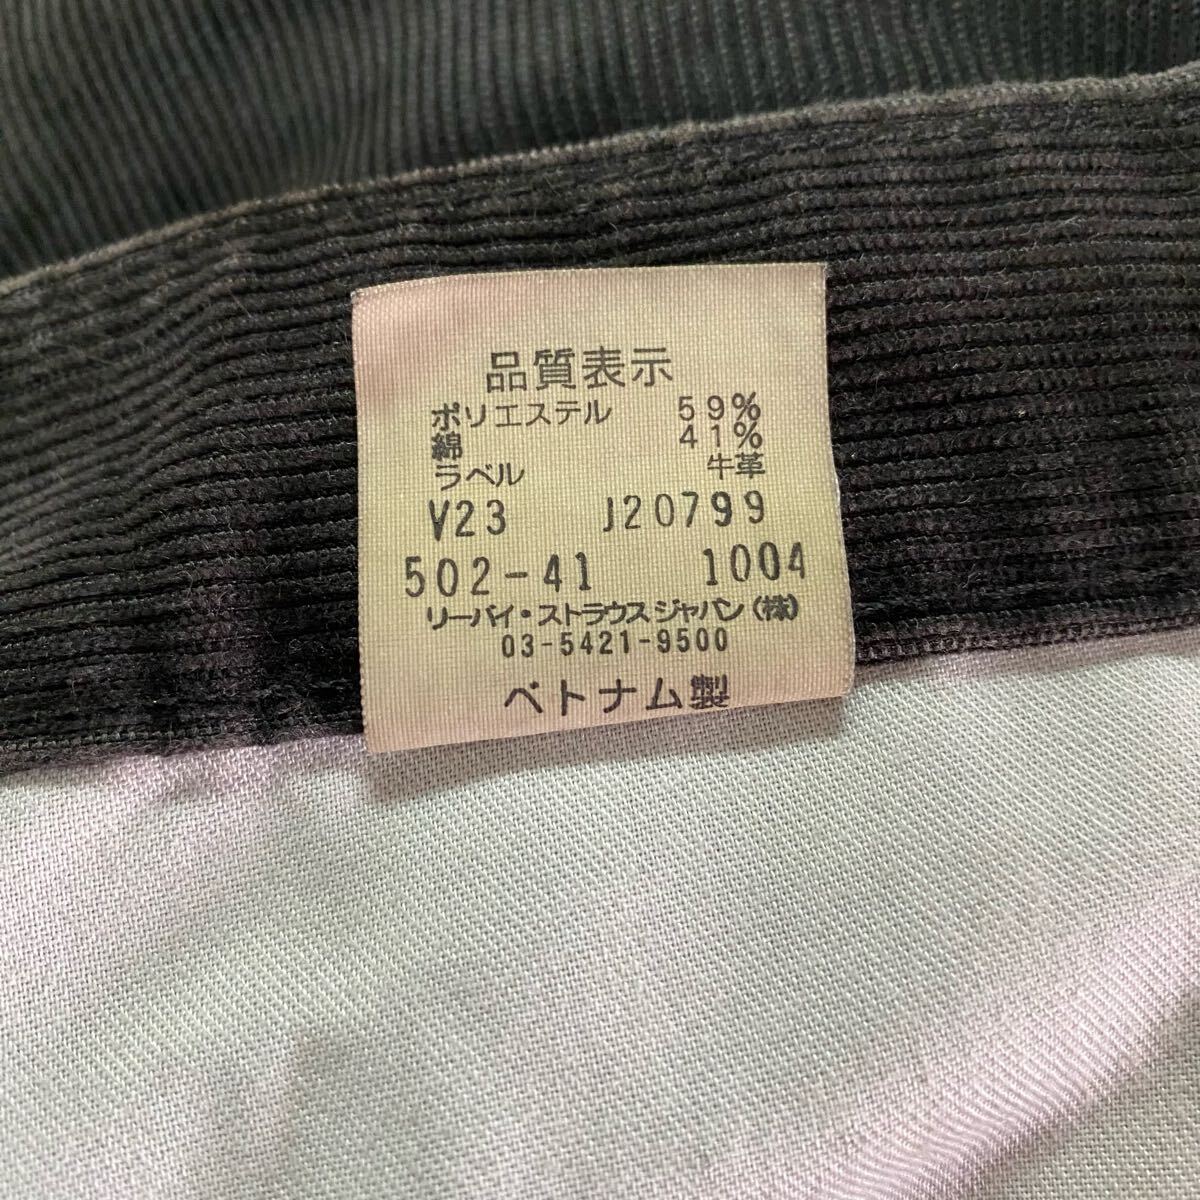 品質表示
ポリエステル 59%
綿 41%
ラベル 牛革
V23 J20799
502-41 1004
リーバイ・ストラウスジャパン(株)
03-5421-9500
ベトナム製